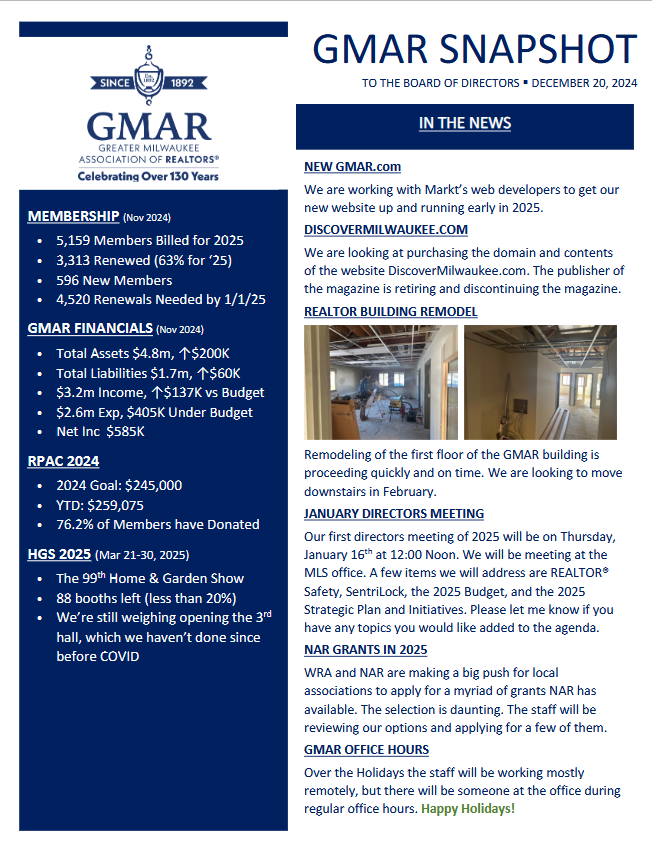 SINCE
Est. 1892
1892
GMAR
GREATER MILWAUKEE
ASSOCIATION OF REALTORS®
Celebrating Over 130 Years
MEMBERSHIP (Nov 2024)
• 5,159 Members Billed for 2025
• 3,313 Renewed (63% for ‘25)
• 596 New Members
• 4,520 Renewals Needed by 1/1/25
GMAR FINANCIALS (Nov 2024)
• Total Assets $4.8m, ↑$200K
• Total Liabilities $1.7m, ↑$60K
• $3.2m Income, ↑$137K vs Budget
• $2.6m Exp, $405K Under Budget
• Net Inc $585K
RPAC 2024
• 2024 Goal: $245,000
• YTD: $259,075
• 76.2% of Members have Donated
HGS 2025 (Mar 21-30, 2025)
• The 99th Home & Garden Show
• 88 booths left (less than 20%)
• We’re still weighing opening the 3rd
hall, which we haven’t done since
before COVID
GMAR SNAPSHOT
TO THE BOARD OF DIRECTORS ▪ DECEMBER 20, 2024
IN THE NEWS
NEW GMAR.com
We are working with Markt’s web developers to get our
new website up and running early in 2025.
DISCOVERMILWAUKEE.COM
We are looking at purchasing the domain and contents
of the website DiscoverMilwaukee.com. The publisher of
the magazine is retiring and discontinuing the magazine.
REALTOR BUILDING REMODEL
Remodeling of the first floor of the GMAR building is
proceeding quickly and on time. We are looking to move
downstairs in February.
JANUARY DIRECTORS MEETING
Our first directors meeting of 2025 will be on Thursday,
January 16th at 12:00 Noon. We will be meeting at the
MLS office. A few items we will address are REALTOR®
Safety, SentriLock, the 2025 Budget, and the 2025
Strategic Plan and Initiatives. Please let me know if you
have any topics you would like added to the agenda.
NAR GRANTS IN 2025
WRA and NAR are making a big push for local
associations to apply for a myriad of grants NAR has
available. The selection is daunting. The staff will be
reviewing our options and applying for a few of them.
GMAR OFFICE HOURS
Over the Holidays the staff will be working mostly
remotely, but there will be someone at the office during
regular office hours. Happy Holidays!